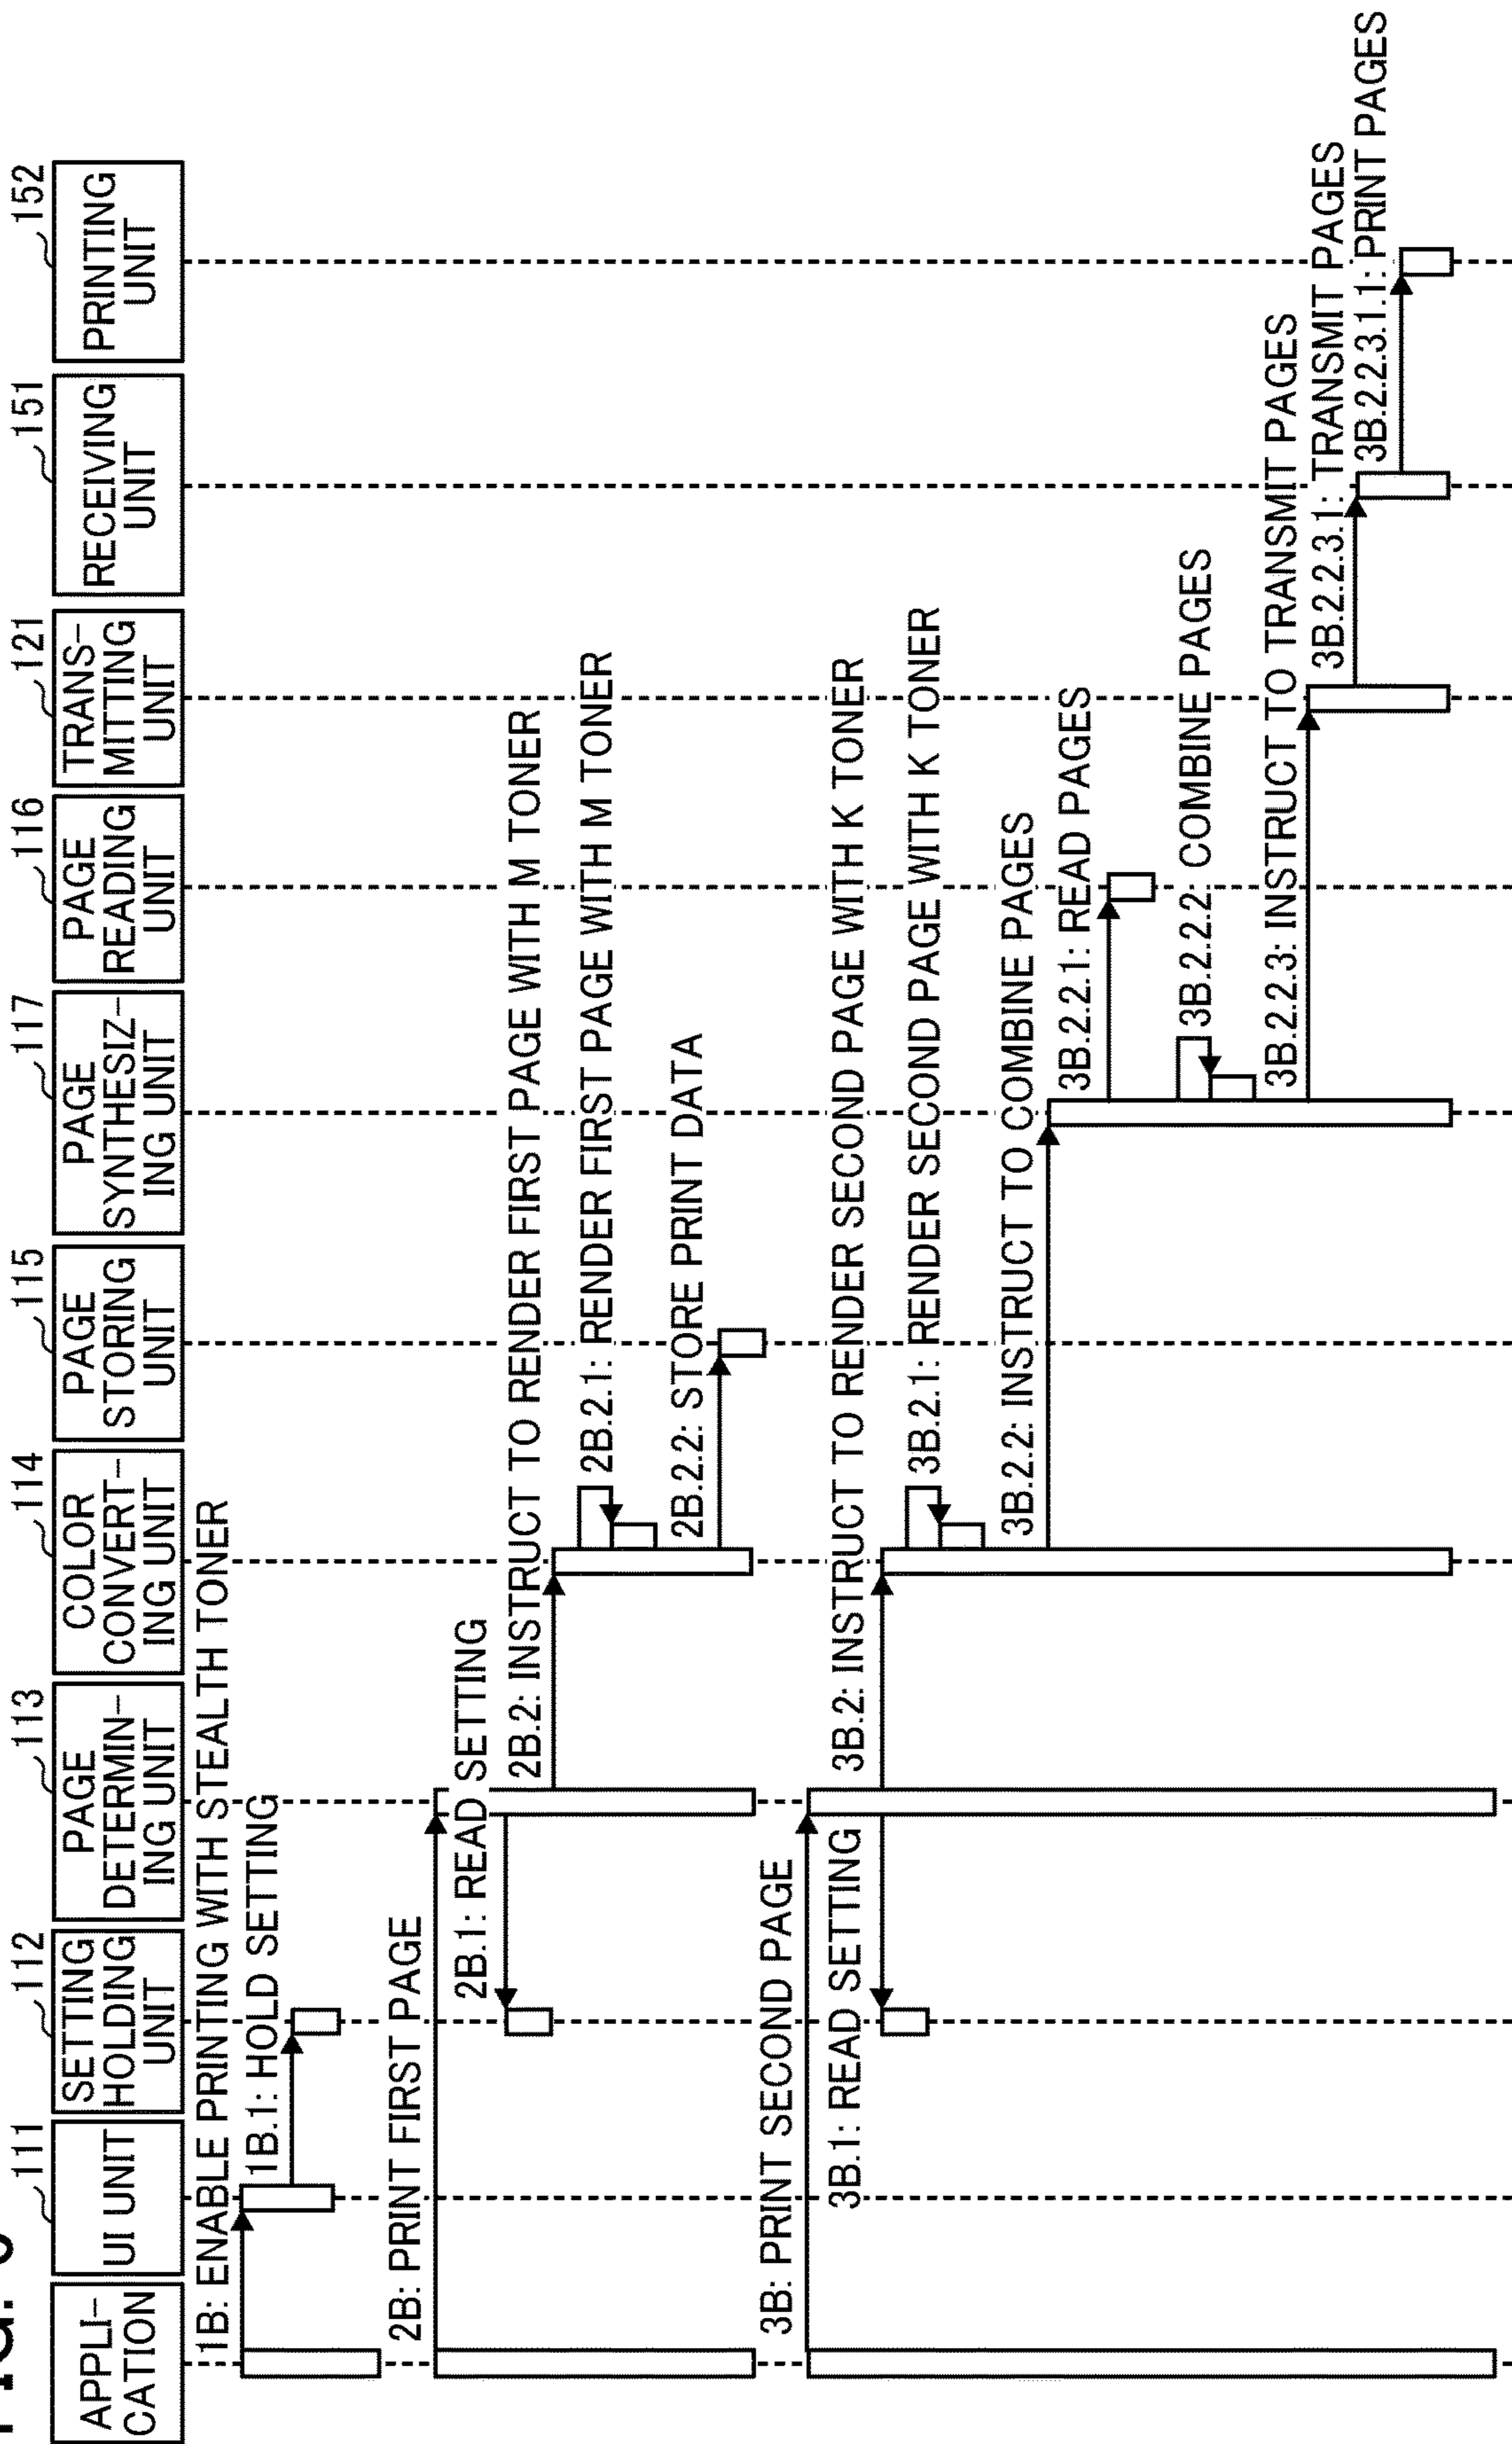 FIG.
APPLI-
CATION
111
UI UNIT
112
SETTING
HOLDING
UNIT
113
PAGE
DETERMIN-
ING UNIT
114
COLOR
CONVERT-
ING UNIT
115
PAGE
STORING
UNIT
117
PAGE
SYNTHESIZ-
ING UNIT
116
PAGE
READING
UNIT
121
TRANS-
MITTING
UNIT
151
RECEIVING
UNIT
152
PRINTING
UNIT
1B: ENABLE PRINTING WITH STEALTH TONER
1B.1: HOLD SETTING
2B: PRINT FIRST PAGE
2B.1: READ SETTING
2B.2: INSTRUCT TO RENDER FIRST PAGE WITH M TONER
2B.2.1: RENDER FIRST PAGE WITH M TONER
2B.2.2: STORE PRINT DATA
3B: PRINT SECOND PAGE
3B.1: READ SETTING
3B.2: INSTRUCT TO RENDER SECOND PAGE WITH K TONER
3B.2.1: RENDER SECOND PAGE WITH K TONER
3B.2.2: INSTRUCT TO COMBINE PAGES
3B.2.2.1: READ PAGES
3B.2.2.2: COMBINE PAGES
3B.2.2.3: INSTRUCT TO TRANSMIT PAGES
3B.2.2.3.1: TRANSMIT PAGES
3B.2.2.3.1.1: PRINT PAGES